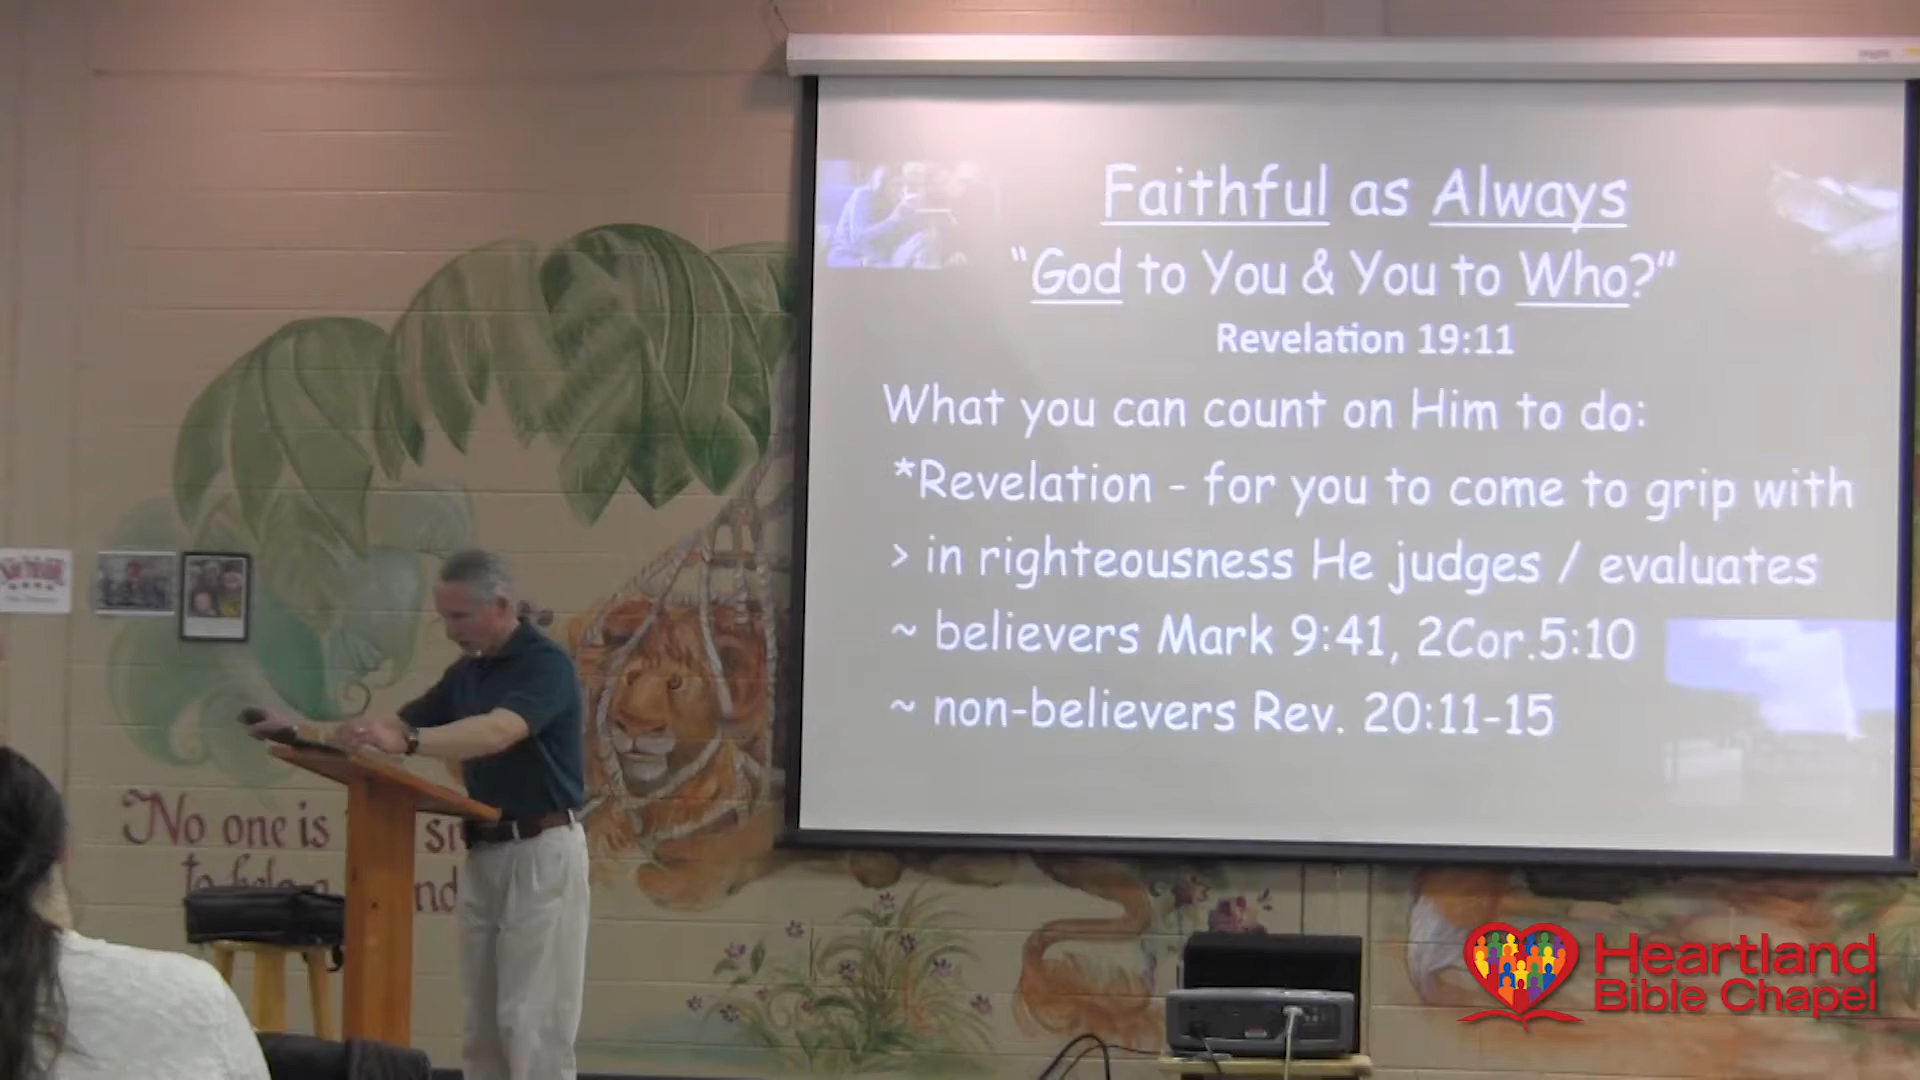 Faithful as Always
“God to You & You to Who?”
Revelation 19:11
What you can count on Him to do:
*Revelation - for you to come to grip with
> in righteousness He judges / evaluates
~ believers Mark 9:41, 2Cor.5:10
~ non-believers Rev. 20:11-15
No one is
to
Heartland
Bible Chapel